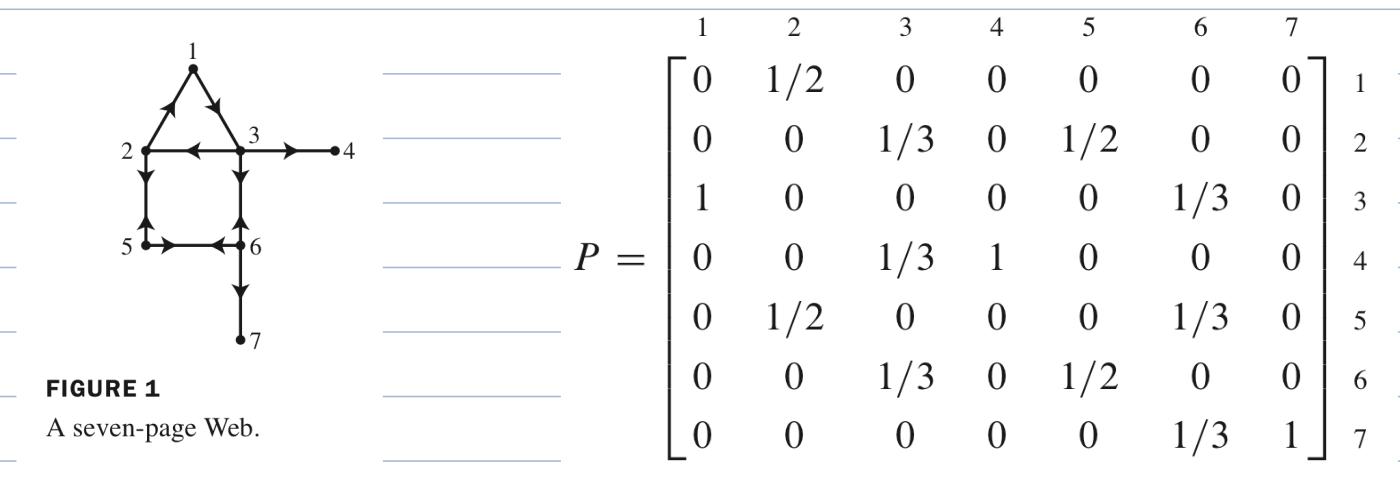 1
2 3 4
5 6
7
FIGURE 1
A seven-page Web.
1 2 3 4 5 6 7
0 1/2 0 0 0 0 0 1
0 0 1/3 0 1/2 0 0 2
1 0 0 0 0 1/3 0 3
P = 0 0 1/3 1 0 0 0 4
0 1/2 0 0 0 1/3 0 5
0 0 1/3 0 1/2 0 0 6
0 0 0 0 0 1/3 1 7